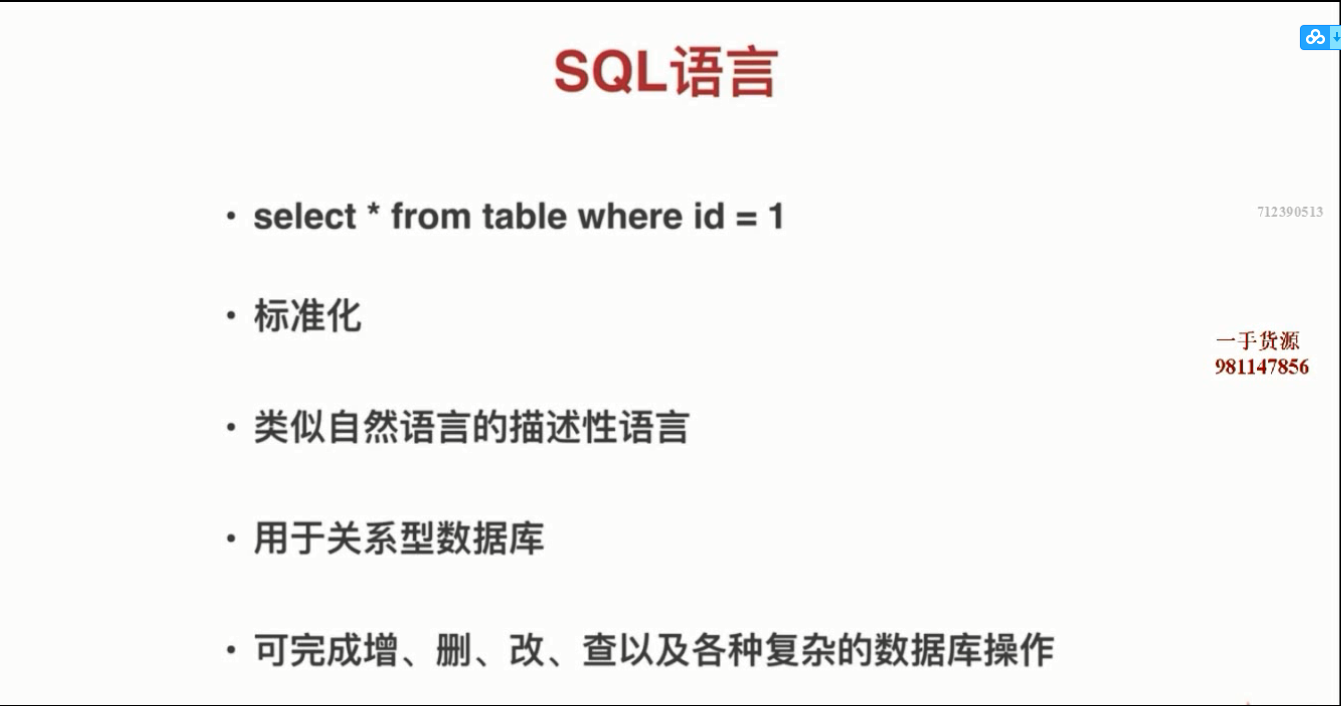 SQL语言
• select * from table where id = 1
712390513
• 标准化
一手货源
981147856
• 类似自然语言的描述性语言
• 用于关系型数据库
• 可完成增、删、改、查以及各种复杂的数据库操作